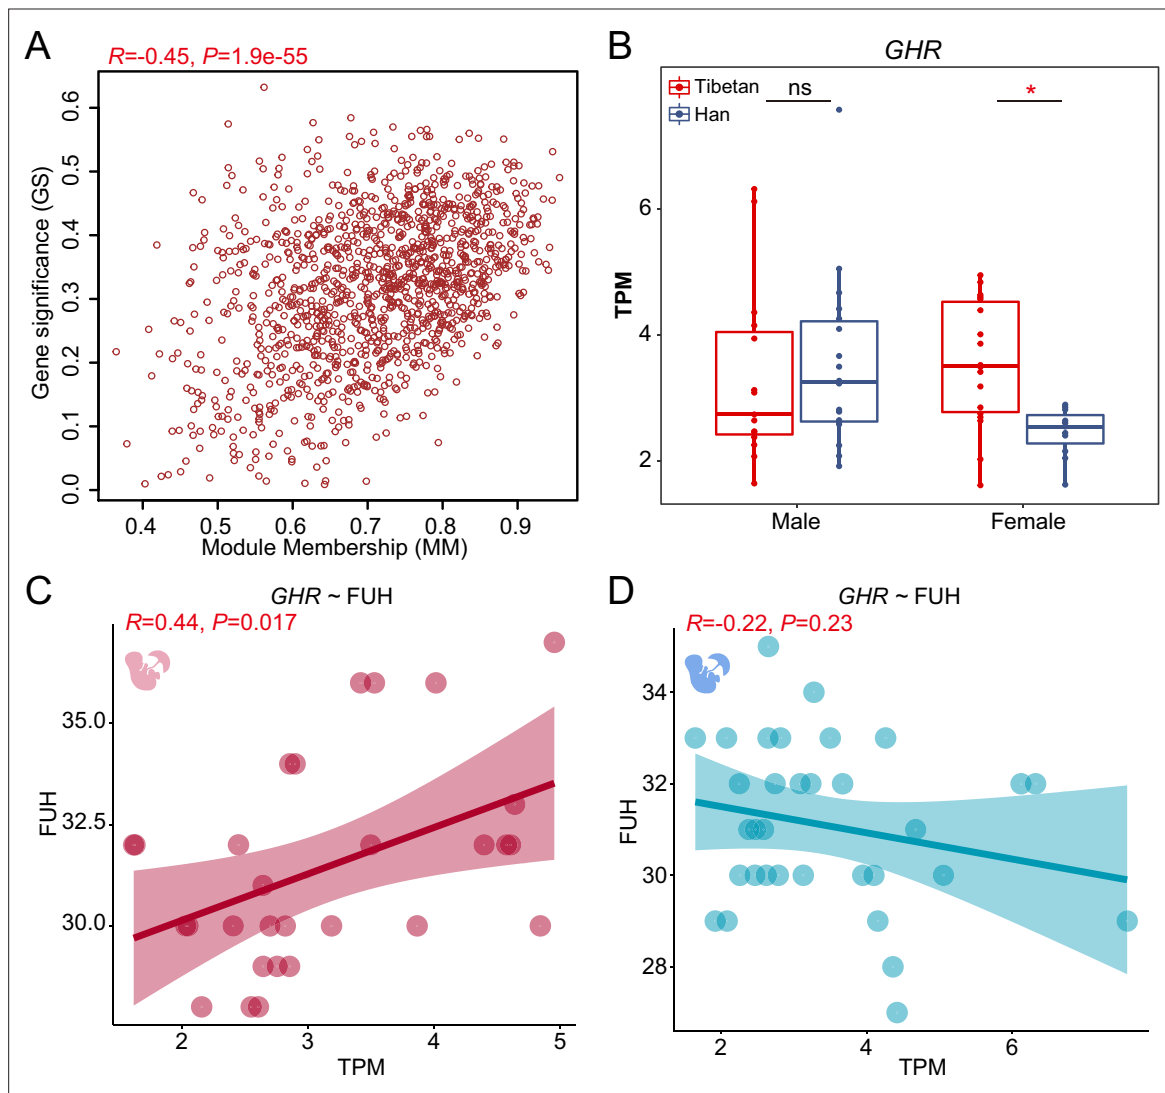 A
R=-0.45, P=1.9e-55
Gene significance (GS)
0.6
0.5
0.4
0.3
0.2
0.1
0.0
0.4 0.5 0.6 0.7 0.8 0.9
Module Membership (MM)
B
GHR
Tibetan
Han
ns
*
TPM
6
4
2
Male Female
C
GHR ~ FUH
R=0.44, P=0.017
FUH
35.0
32.5
30.0
2 3 4 5
TPM
D
GHR ~ FUH
R=-0.22, P=0.23
FUH
34
32
30
28
2 4 6
TPM